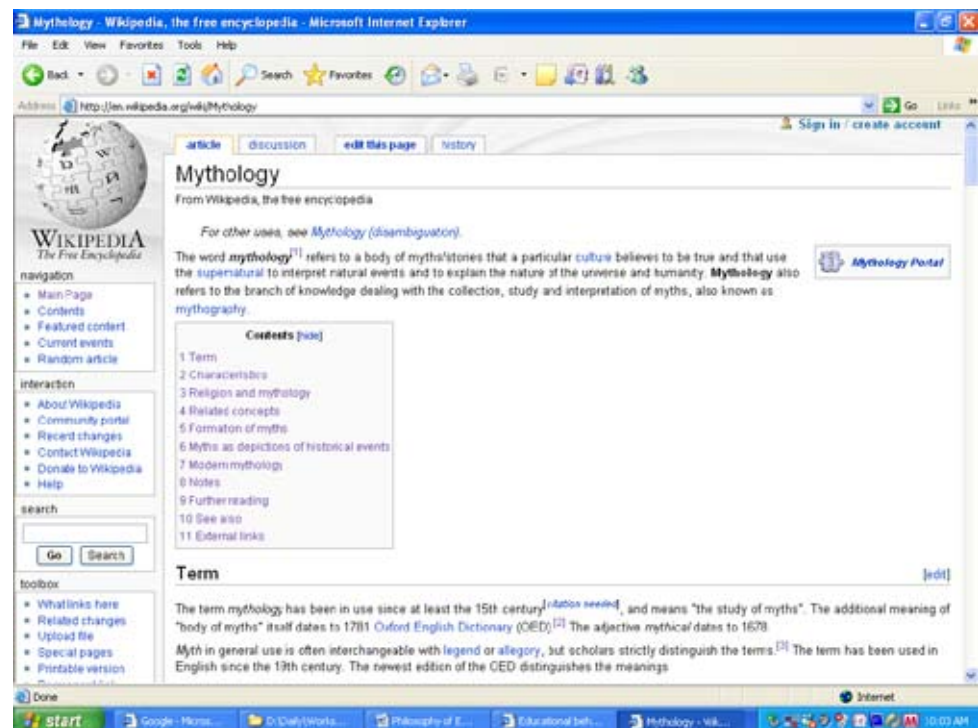 Mythology - Wikipedia, the free encyclopedia - Microsoft Internet Explorer
File Edit View Favorites Tools Help
Back Search Favorites
Address http://en.wikipedia.org/wiki/Mythology Go Links
Sign in / create account
article discussion edit this page history
Mythology
From Wikipedia, the free encyclopedia
For other uses, see Mythology (disambiguation).
The word mythology[1] refers to a body of myths/stories that a particular culture believes to be true and that use
the supernatural to interpret natural events and to explain the nature of the universe and humanity. Mythology also
refers to the branch of knowledge dealing with the collection, study and interpretation of myths, also known as
mythography.
Mythology Portal
Contents [hide]
1 Term
2 Characteristics
3 Religion and mythology
4 Related concepts
5 Formation of myths
6 Myths as depictions of historical events
7 Modern mythology
8 Notes
9 Further reading
10 See also
11 External links
Term [edit]
The term mythology has been in use since at least the 15th century[citation needed], and means "the study of myths". The additional meaning of
"body of myths" itself dates to 1781 Oxford English Dictionary (OED).[2] The adjective mythical dates to 1678.
Myth in general use is often interchangeable with legend or allegory, but scholars strictly distinguish the terms.[3] The term has been used in
English since the 19th century. The newest edition of the OED distinguishes the meanings
WIKIPEDIA
The Free Encyclopedia
navigation
Main Page
Contents
Featured content
Current events
Random article
interaction
About Wikipedia
Community portal
Recent changes
Contact Wikipedia
Donate to Wikipedia
Help
search
Go Search
toolbox
What links here
Related changes
Upload file
Special pages
Printable version
Done Internet
start Google - Micros... D:\Daily\Works... Philosophy of E... Educational beh... Mythology - Wiki... 10:03 AM